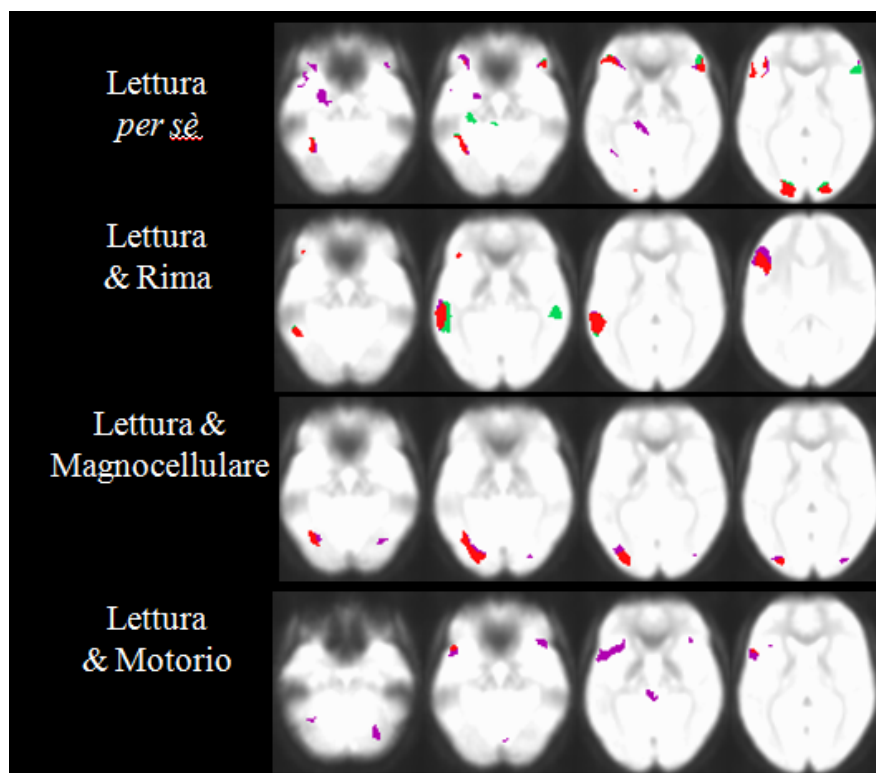 Lettura
per sè
Lettura
& Rima
Lettura &
Magnocellulare
Lettura
& Motorio